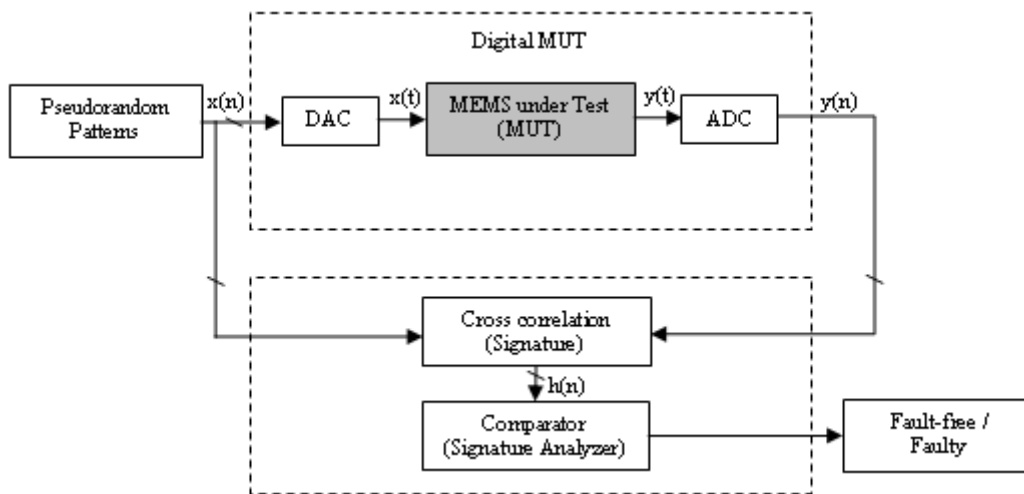 Digital MUT
Pseudorandom
Patterns
x(n)
DAC
x(t)
MEMS under Test
(MUT)
y(t)
ADC
y(n)
Cross correlation
(Signature)
h(n)
Comparator
(Signature Analyzer)
Fault-free /
Faulty